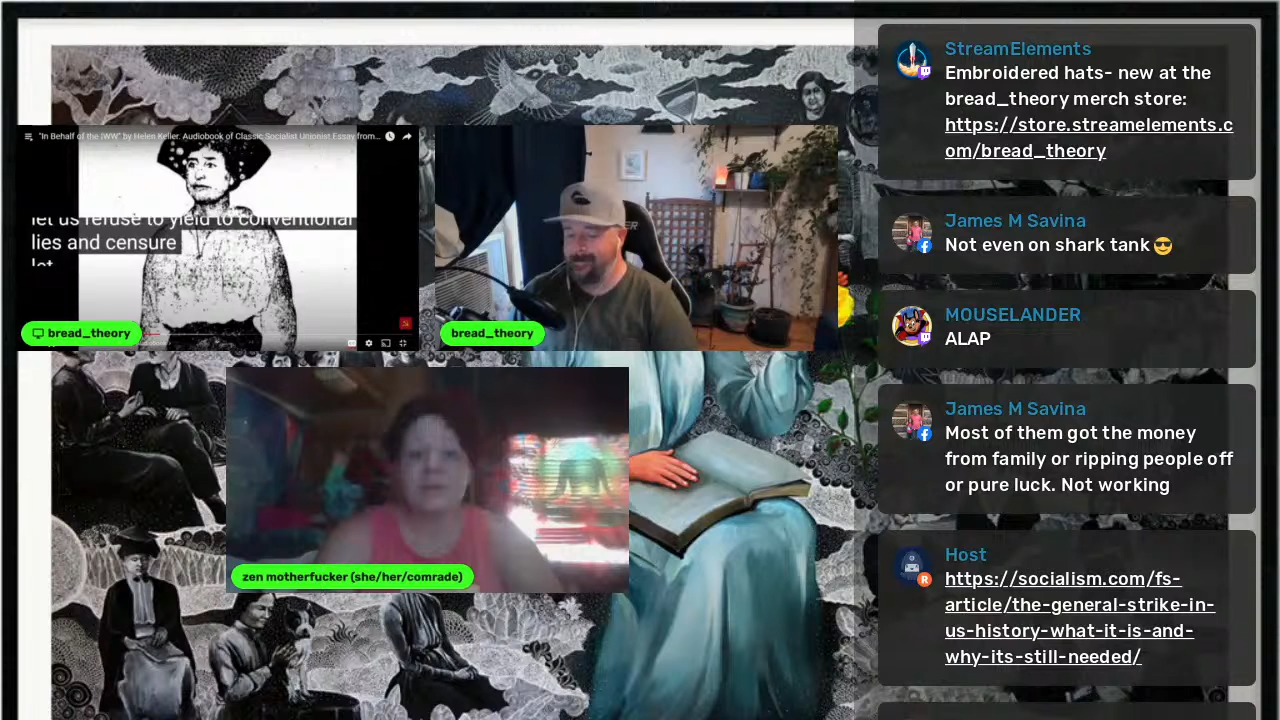 "In Behalf of the IWW" by Helen Keller. Audiobook of Classic Socialist Unionist Essay from...
let us refuse to yield to conventional
lies and censure
let
bread_theory
bread_theory
zen motherfucker (she/her/comrade)
StreamElements
Embroidered hats- new at the
bread_theory merch store:
https://store.streamelements.c
om/bread_theory
James M Savina
Not even on shark tank 😎
MOUSELANDER
ALAP
James M Savina
Most of them got the money
from family or ripping people off
or pure luck. Not working
Host
https://socialism.com/fs-
article/the-general-strike-in-
us-history-what-it-is-and-
why-its-still-needed/